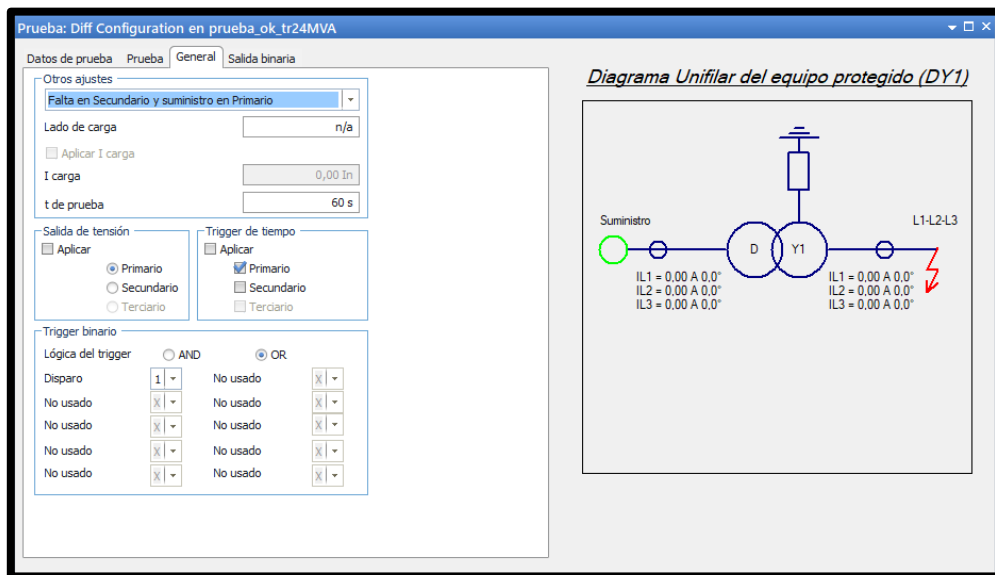 Prueba: Diff Configuration en prueba_ok_tr24MVA
Datos de prueba Prueba General Salida binaria
Otros ajustes
Falta en Secundario y suministro en Primario
Lado de carga n/a
Aplicar I carga
I carga 0,00 In
t de prueba 60 s
Salida de tensión
Aplicar
Primario
Secundario
Terciario
Trigger de tiempo
Aplicar
Primario
Secundario
Terciario
Trigger binario
Lógica del trigger AND OR
Disparo 1 No usado X
No usado X No usado X
No usado X No usado X
No usado X No usado X
No usado X No usado X
Diagrama Unifilar del equipo protegido (DY1)
Suministro L1-L2-L3
D Y1
IL1 = 0,00 A 0,0° IL1 = 0,00 A 0,0°
IL2 = 0,00 A 0,0° IL2 = 0,00 A 0,0°
IL3 = 0,00 A 0,0° IL3 = 0,00 A 0,0°